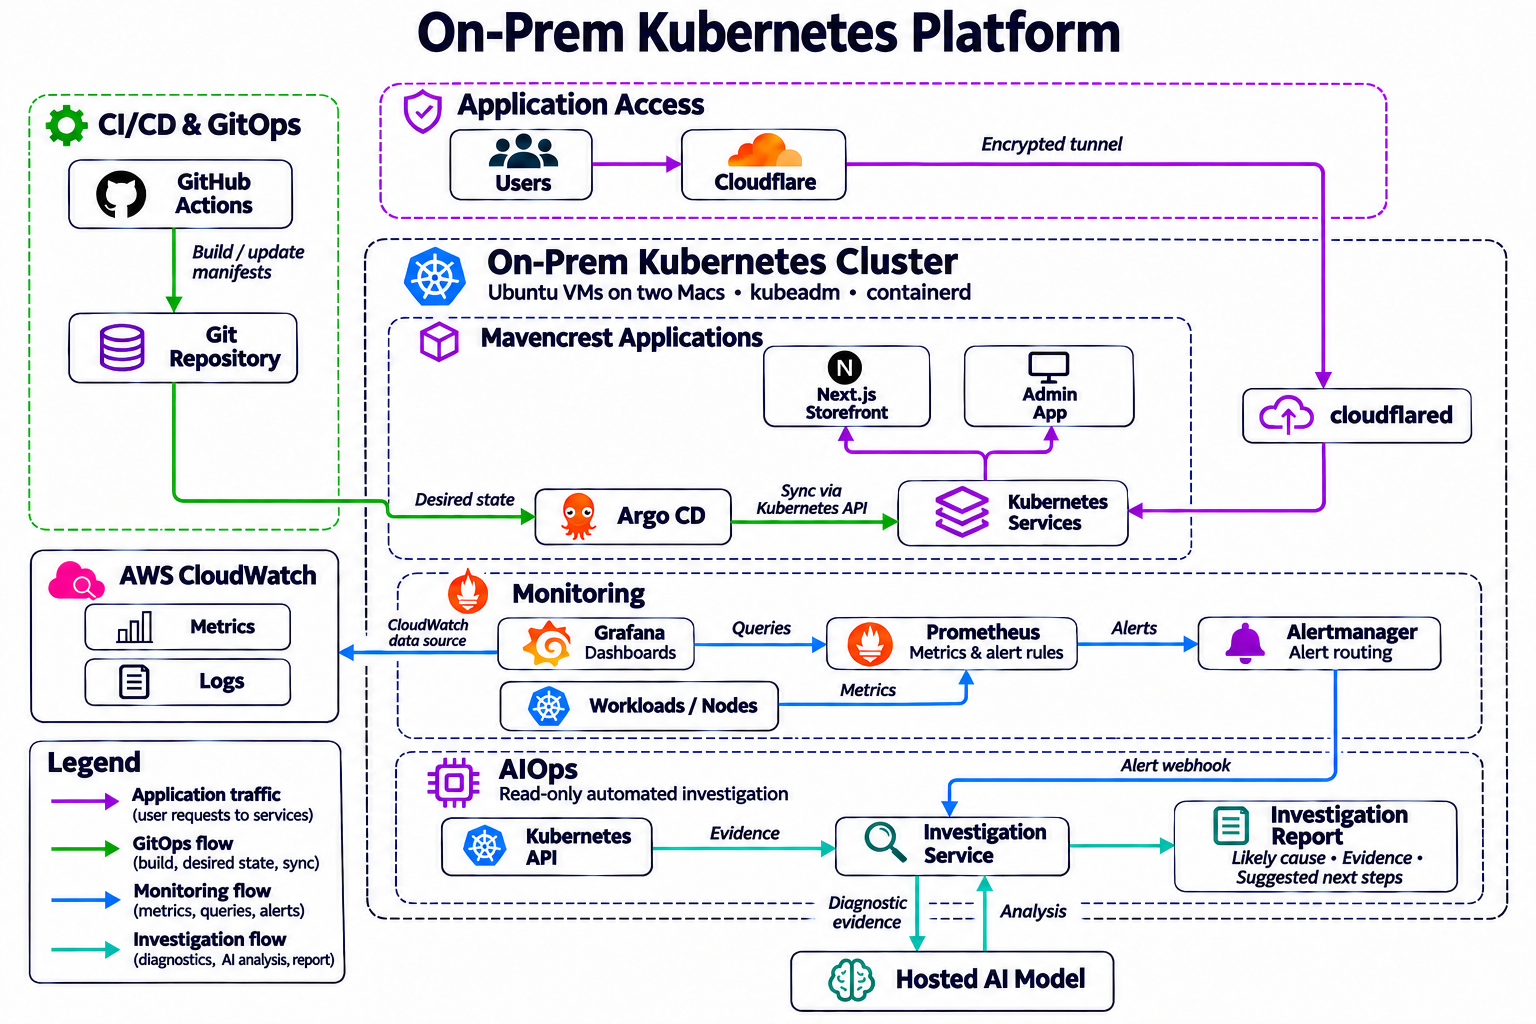 On-Prem Kubernetes Platform
CI/CD & GitOps
GitHub
Actions
Build / update
manifests
Git
Repository
Application Access
Users
Cloudflare
Encrypted tunnel
On-Prem Kubernetes Cluster
Ubuntu VMs on two Macs • kubeadm • containerd
Mavencrest Applications
N
Next.js
Storefront
Admin
App
cloudflared
Desired state
Argo CD
Sync via
Kubernetes API
Kubernetes
Services
AWS CloudWatch
Metrics
Logs
Monitoring
CloudWatch
data source
Grafana
Dashboards
Queries
Prometheus
Metrics & alert rules
Alerts
Alertmanager
Alert routing
Workloads / Nodes
Metrics
AIOps
Read-only automated investigation
Alert webhook
Kubernetes
API
Evidence
Investigation
Service
Investigation
Report
Likely cause • Evidence •
Suggested next steps
Diagnostic
evidence
Analysis
Hosted AI Model
Legend
Application traffic
(user requests to services)
GitOps flow
(build, desired state, sync)
Monitoring flow
(metrics, queries, alerts)
Investigation flow
(diagnostics, AI analysis, report)